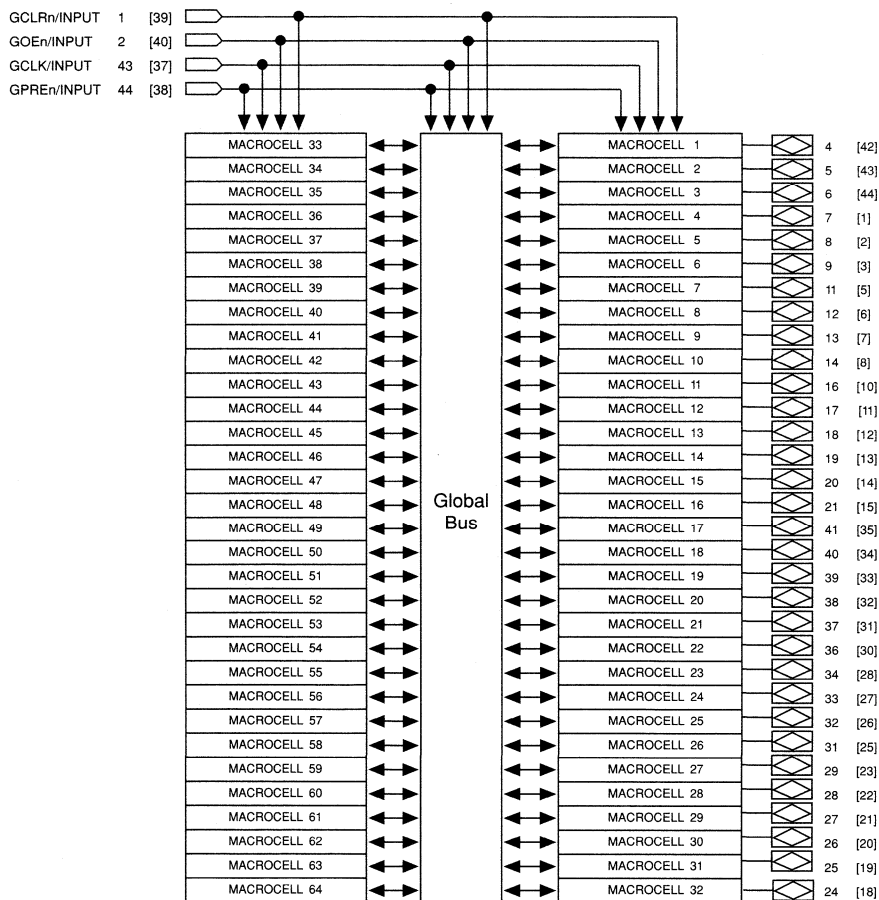 GCLRn/INPUT 1 [39]
GOEn/INPUT 2 [40]
GCLK/INPUT 43 [37]
GPREn/INPUT 44 [38]
MACROCELL 33 MACROCELL 1 4 [42]
MACROCELL 34 MACROCELL 2 5 [43]
MACROCELL 35 MACROCELL 3 6 [44]
MACROCELL 36 MACROCELL 4 7 [1]
MACROCELL 37 MACROCELL 5 8 [2]
MACROCELL 38 MACROCELL 6 9 [3]
MACROCELL 39 MACROCELL 7 11 [5]
MACROCELL 40 MACROCELL 8 12 [6]
MACROCELL 41 MACROCELL 9 13 [7]
MACROCELL 42 MACROCELL 10 14 [8]
MACROCELL 43 MACROCELL 11 16 [10]
MACROCELL 44 MACROCELL 12 17 [11]
MACROCELL 45 MACROCELL 13 18 [12]
MACROCELL 46 MACROCELL 14 19 [13]
MACROCELL 47 MACROCELL 15 20 [14]
MACROCELL 48 Global MACROCELL 16 21 [15]
MACROCELL 49 Bus MACROCELL 17 41 [35]
MACROCELL 50 MACROCELL 18 40 [34]
MACROCELL 51 MACROCELL 19 39 [33]
MACROCELL 52 MACROCELL 20 38 [32]
MACROCELL 53 MACROCELL 21 37 [31]
MACROCELL 54 MACROCELL 22 36 [30]
MACROCELL 55 MACROCELL 23 34 [28]
MACROCELL 56 MACROCELL 24 33 [27]
MACROCELL 57 MACROCELL 25 32 [26]
MACROCELL 58 MACROCELL 26 31 [25]
MACROCELL 59 MACROCELL 27 29 [23]
MACROCELL 60 MACROCELL 28 28 [22]
MACROCELL 61 MACROCELL 29 27 [21]
MACROCELL 62 MACROCELL 30 26 [20]
MACROCELL 63 MACROCELL 31 25 [19]
MACROCELL 64 MACROCELL 32 24 [18]